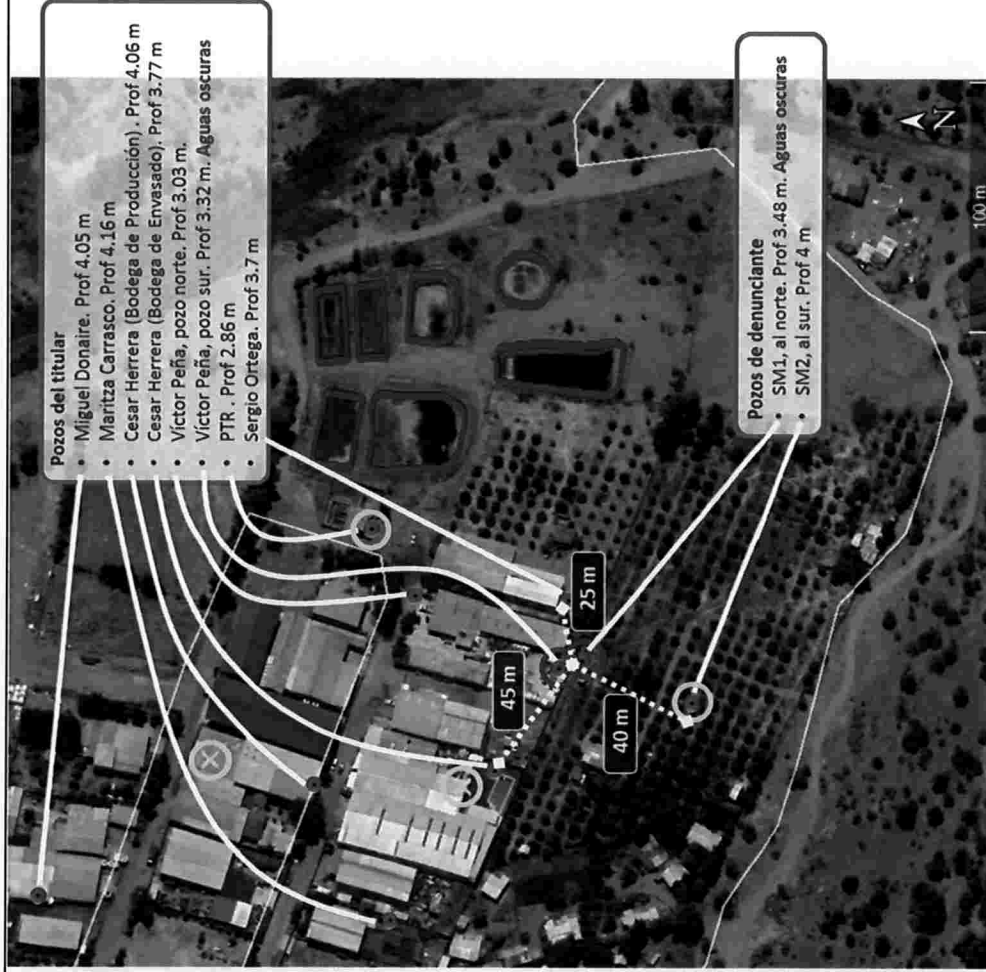 Pozos del titular
• Miguel Donaire. Prof 4.05 m
• Maritza Carrasco. Prof 4.16 m
• Cesar Herrera (Bodega de Producción) . Prof 4.06 m
• Cesar Herrera (Bodega de Envasado). Prof 3.77 m
• Víctor Peña, pozo norte. Prof 3.03 m.
• Víctor Peña, pozo sur. Prof 3.32 m. Aguas oscuras
• PTR . Prof 2.86 m
• Sergio Ortega. Prof 3.7 m
45 m
25 m
40 m
Pozos de denunciante
• SM1, al norte. Prof 3.48 m. Aguas oscuras
• SM2, al sur. Prof 4 m
N
100 m